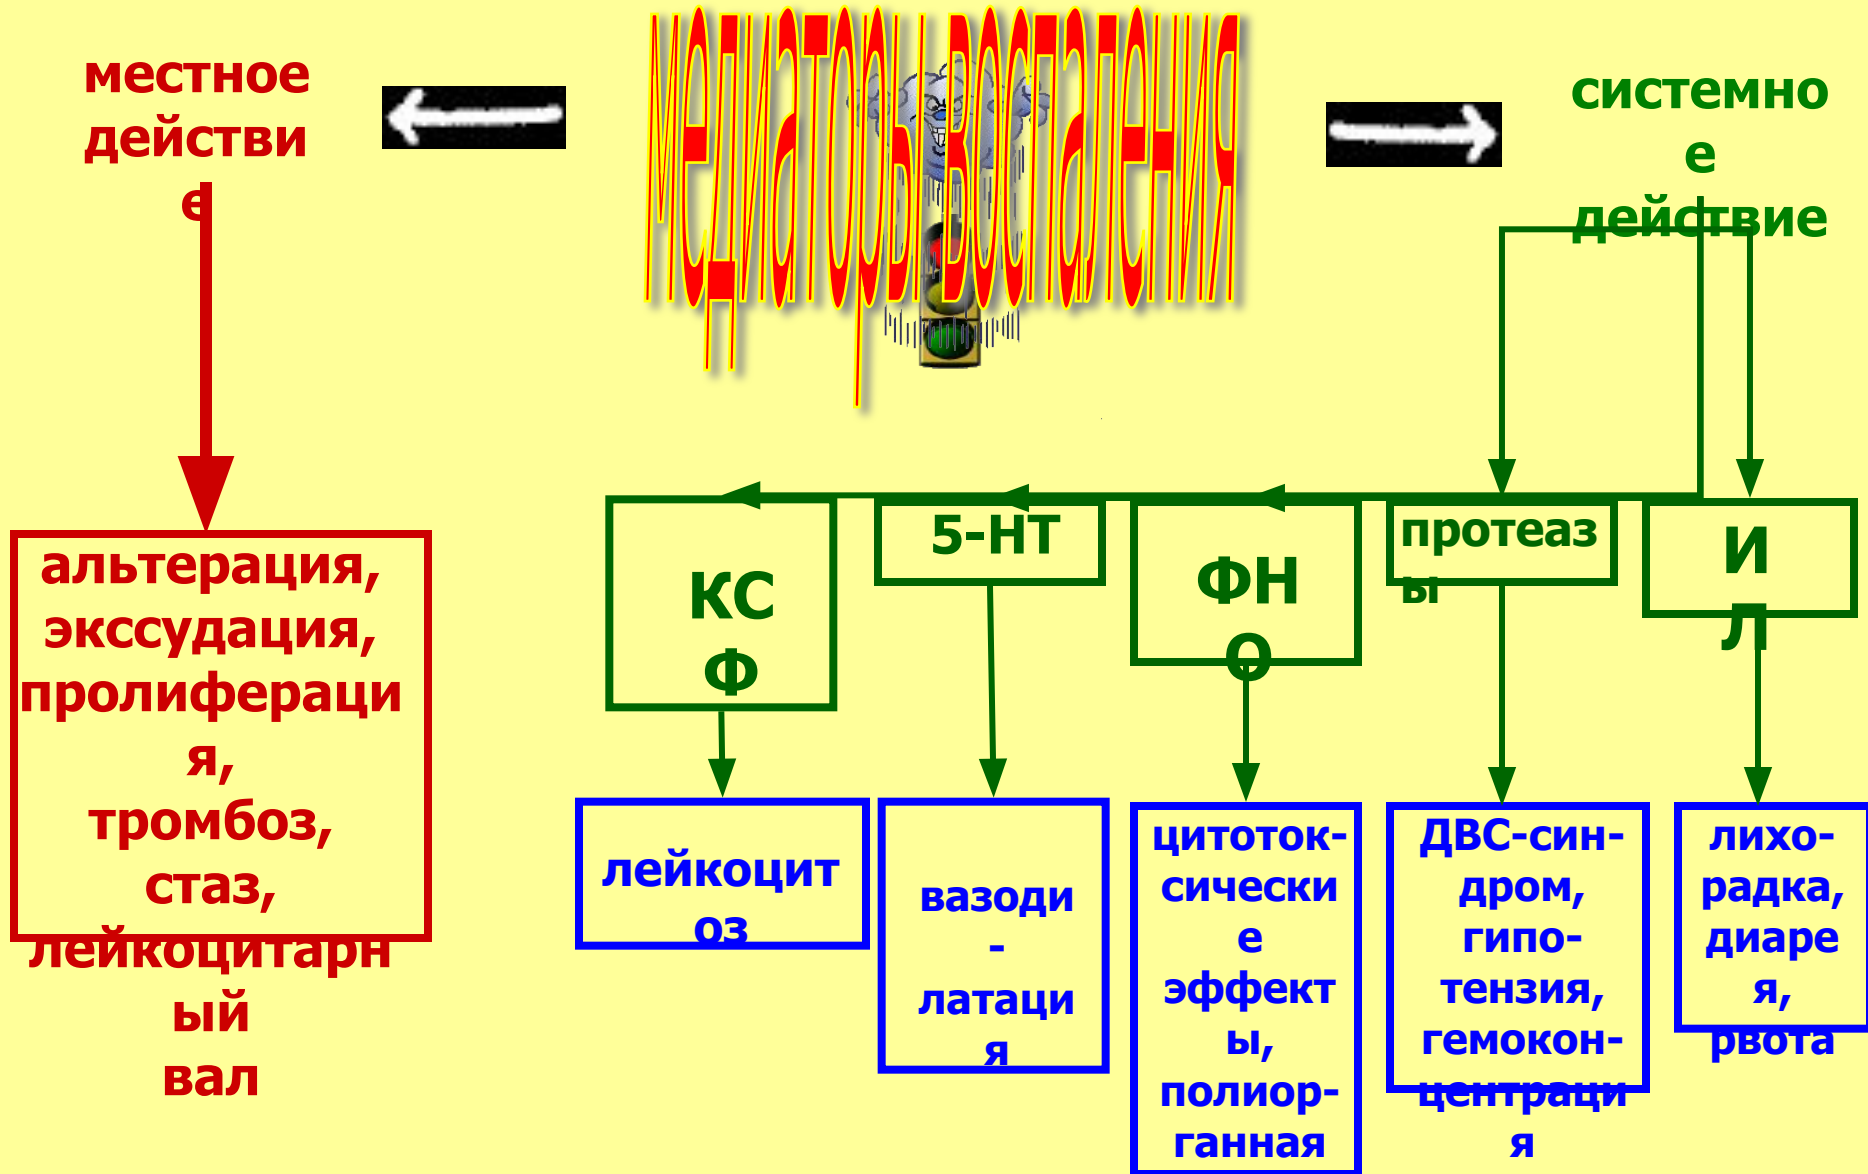 медиаторы воспаления
местное
действи
е
системно
е
действие
альтерация,
экссудация,
пролифераци
я,
тромбоз,
стаз,
лейкоцитарн
ый
вал
КС
Ф
5-НТ
ФН
О
протеаз
ы
И
Л
лейкоцит
оз
вазоди
-
латаци
я
цитоток-
сически
е
эффект
ы,
полиор-
ганная
ДВС-син-
дром,
гипо-
тензия,
гемокон-
центраци
я
лихо-
радка,
диаре
я,
рвота